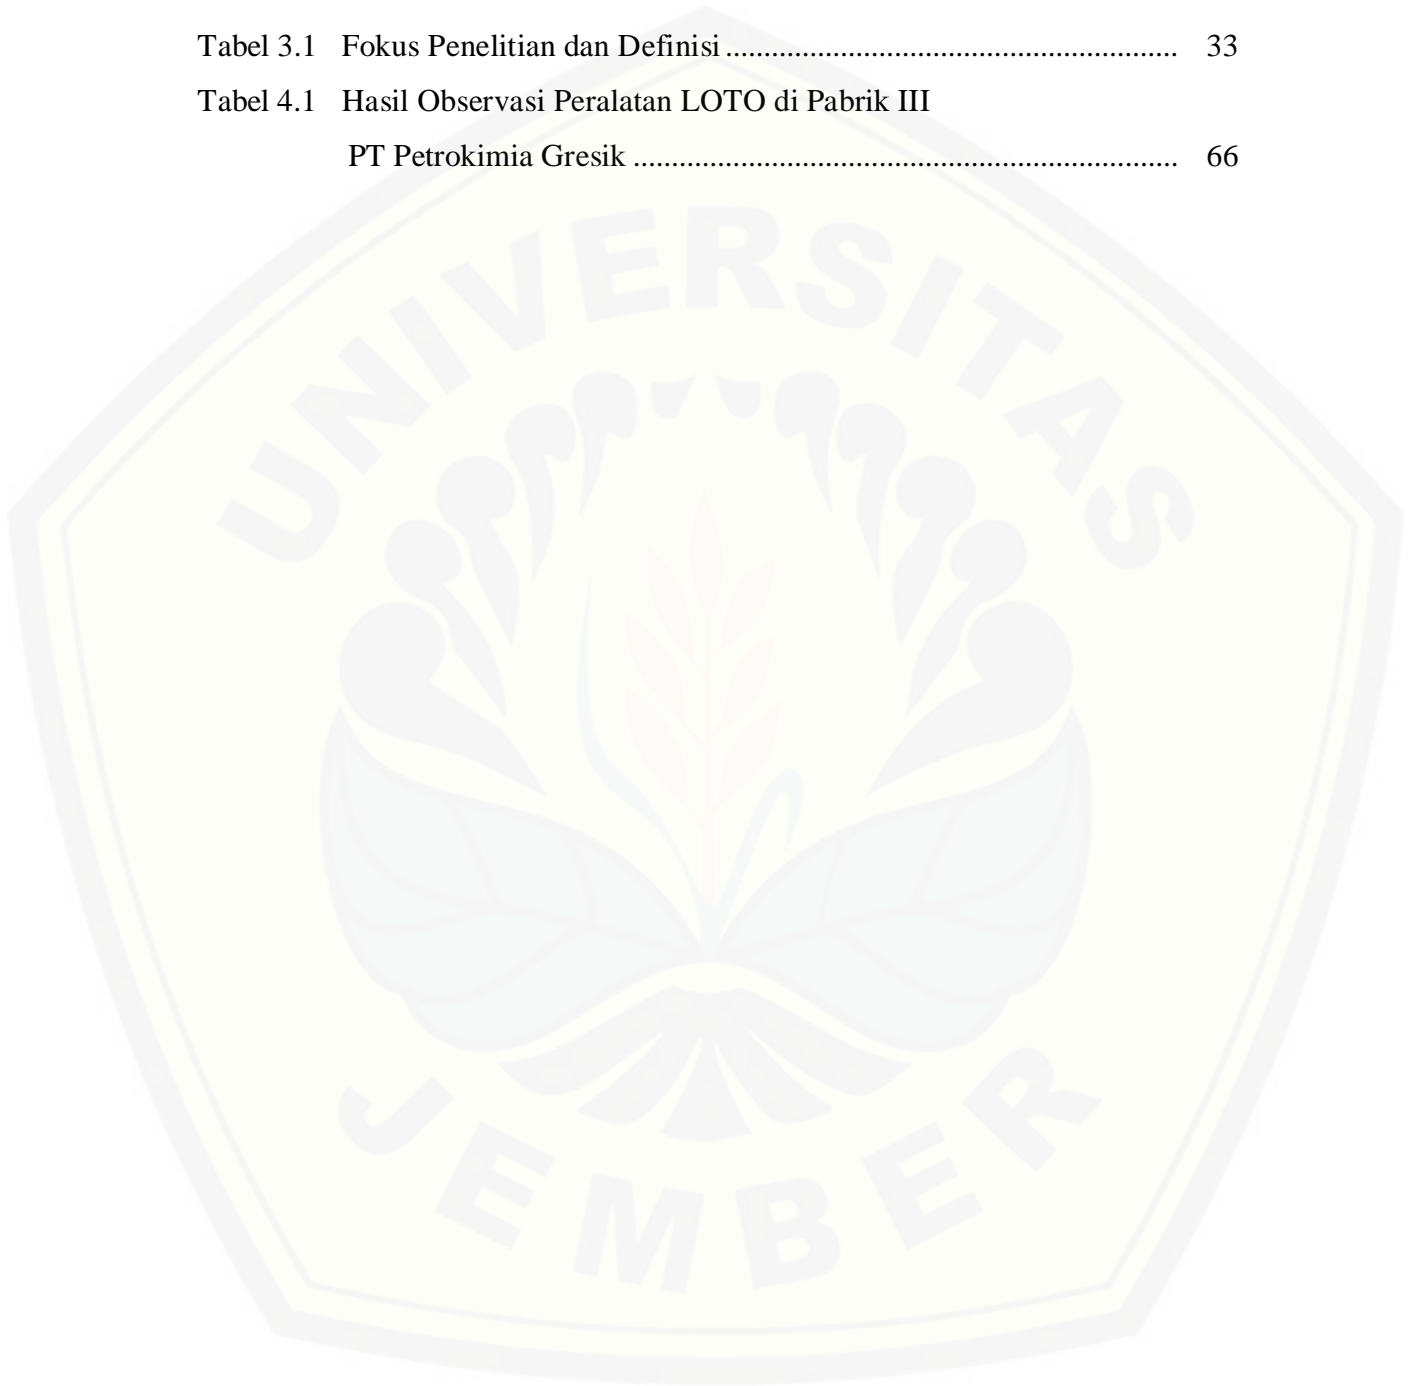 Tabel 3.1 Fokus Penelitian dan Definisi ........................................................... 33
Tabel 4.1 Hasil Observasi Peralatan LOTO di Pabrik III
PT Petrokimia Gresik ....................................................................... 66
UNIVERSITAS
JEMBER